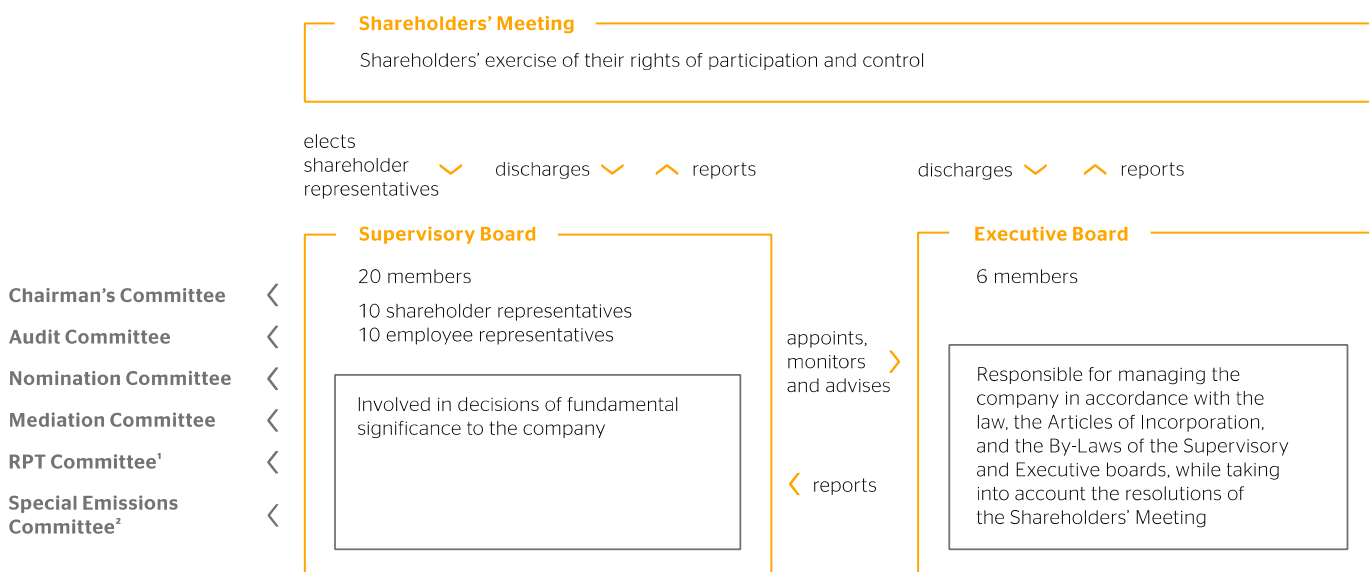 Shareholders’ Meeting
Shareholders’ exercise of their rights of participation and control
elects
shareholder
representatives
discharges
reports
discharges
reports
Supervisory Board
20 members
10 shareholder representatives
10 employee representatives
Involved in decisions of fundamental
significance to the company
Chairman’s Committee
Audit Committee
Nomination Committee
Mediation Committee
RPT Committee¹
Special Emissions
Committee²
appoints,
monitors
and advises
reports
Executive Board
6 members
Responsible for managing the
company in accordance with the
law, the Articles of Incorporation,
and the By-Laws of the Supervisory
and Executive boards, while taking
into account the resolutions of
the Shareholders’ Meeting